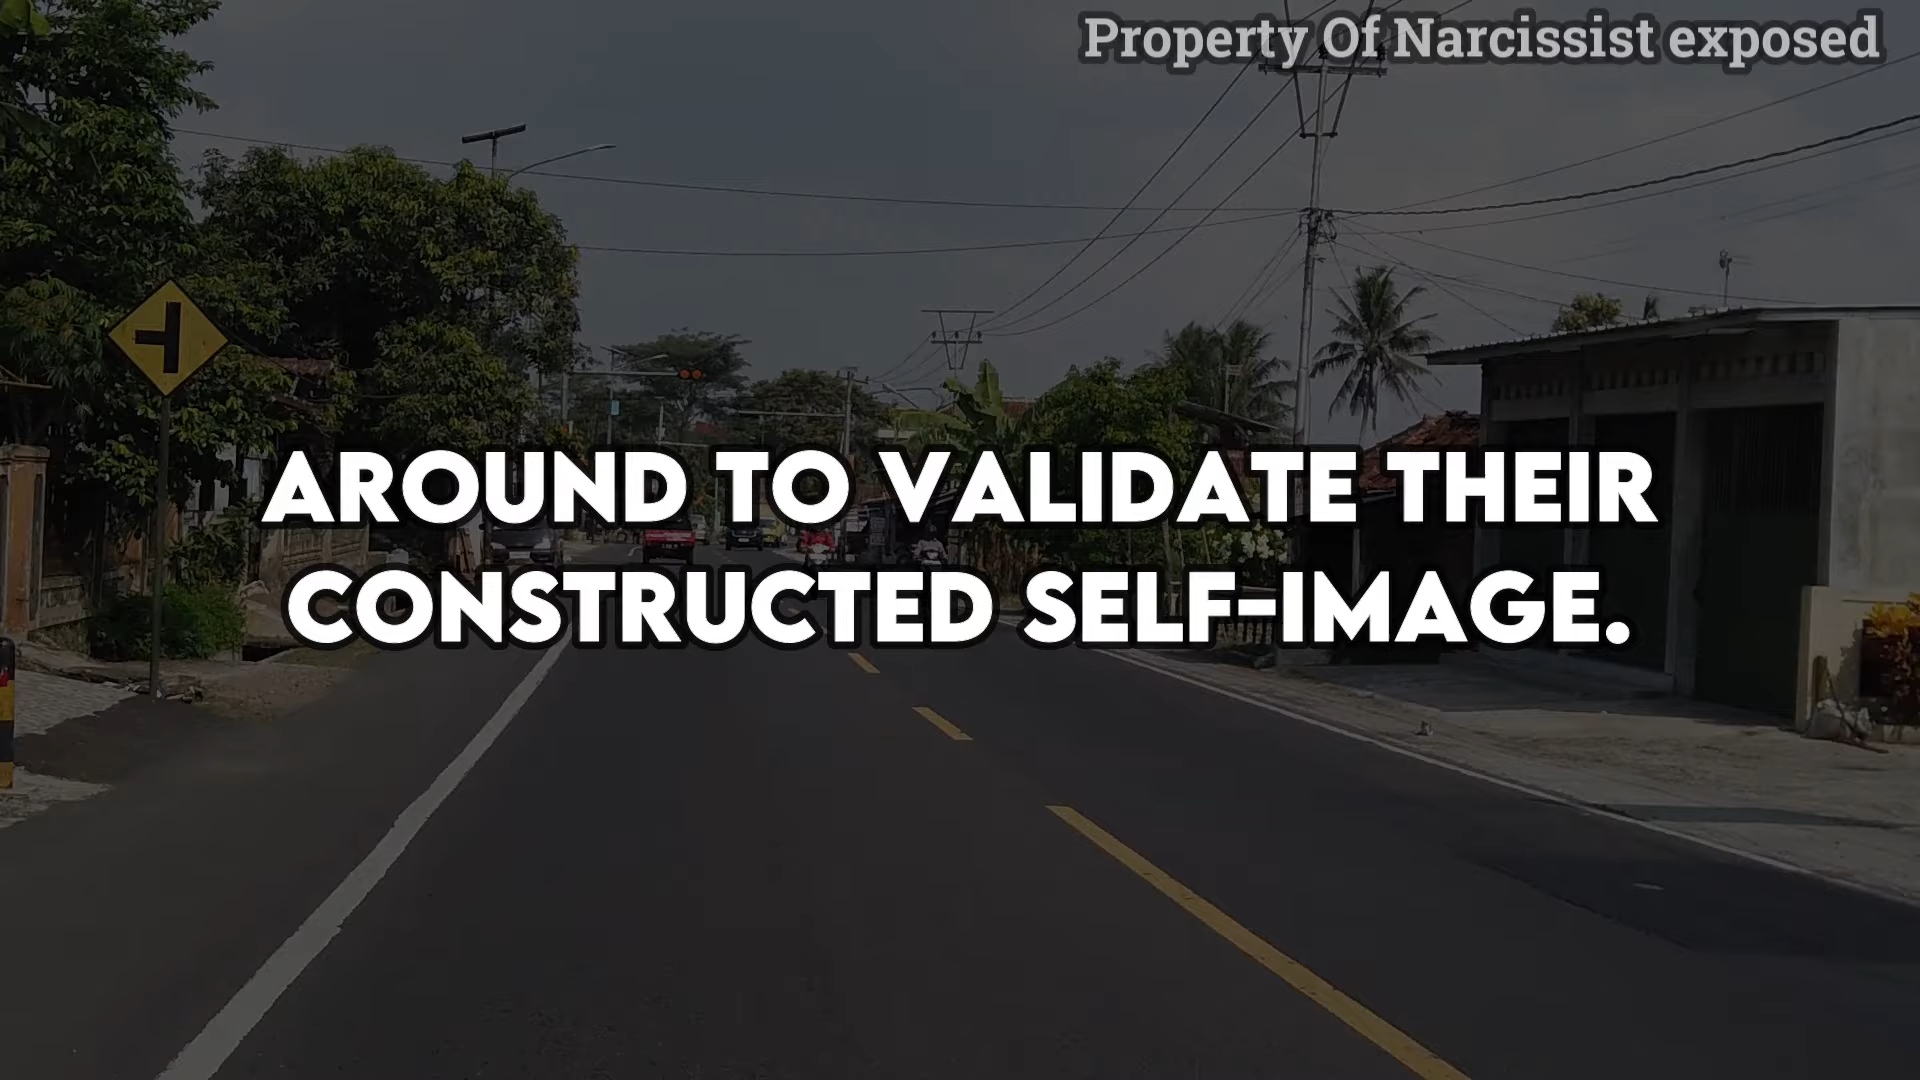 Property Of Narcissist exposed
AROUND TO VALIDATE THEIR
CONSTRUCTED SELF-IMAGE.